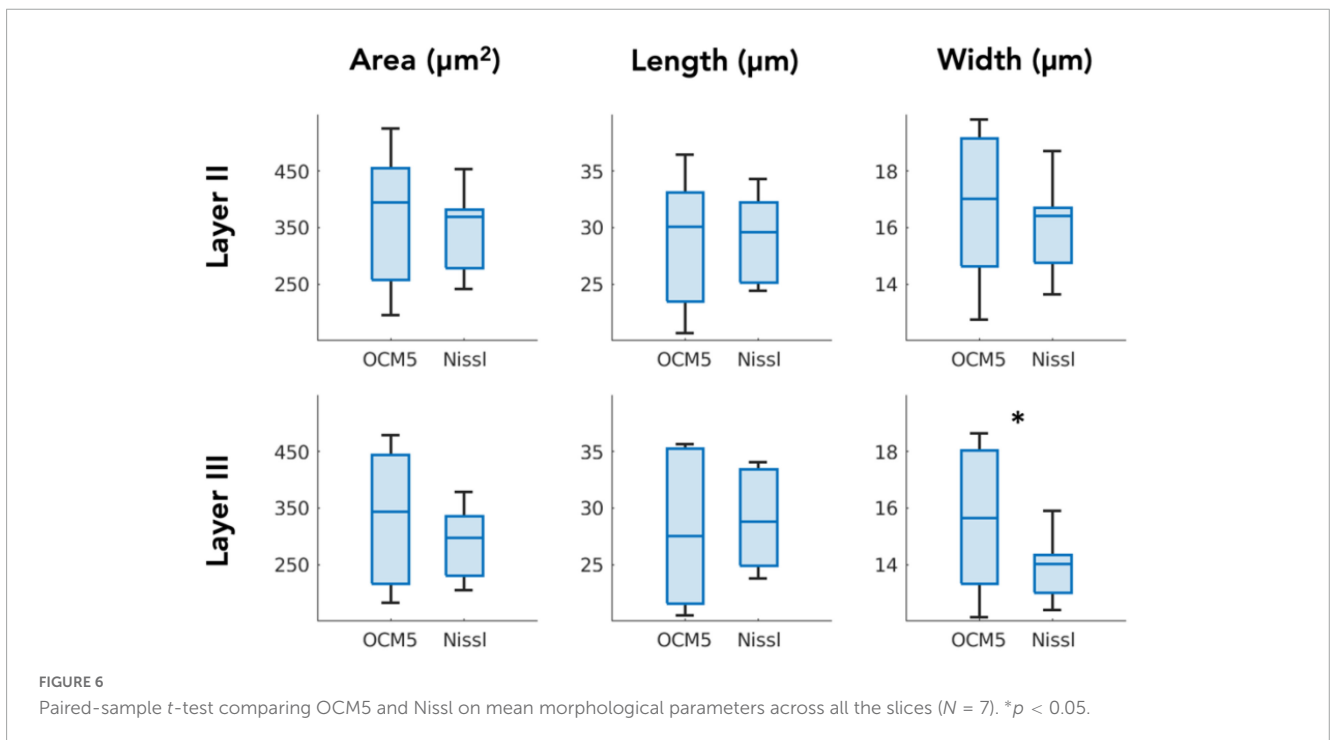 Area (µm²) Length (µm) Width (µm)
Layer II
450 35 18
350 30 16
250 25 14
OCM5 Nissl OCM5 Nissl OCM5 Nissl
Layer III
*
450 35 18
350 30 16
250 25 14
OCM5 Nissl OCM5 Nissl OCM5 Nissl
FIGURE 6
Paired-sample t-test comparing OCM5 and Nissl on mean morphological parameters across all the slices (N = 7). *p < 0.05.